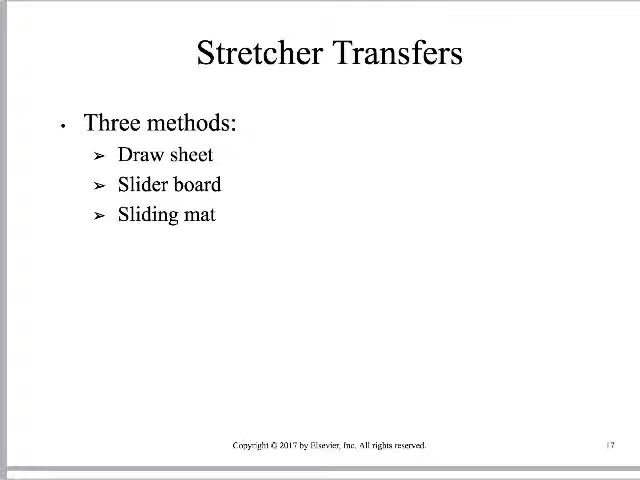 Stretcher Transfers
• Three methods:
➢ Draw sheet
➢ Slider board
➢ Sliding mat
Copyright © 2017 by Elsevier, Inc. All rights reserved.
17